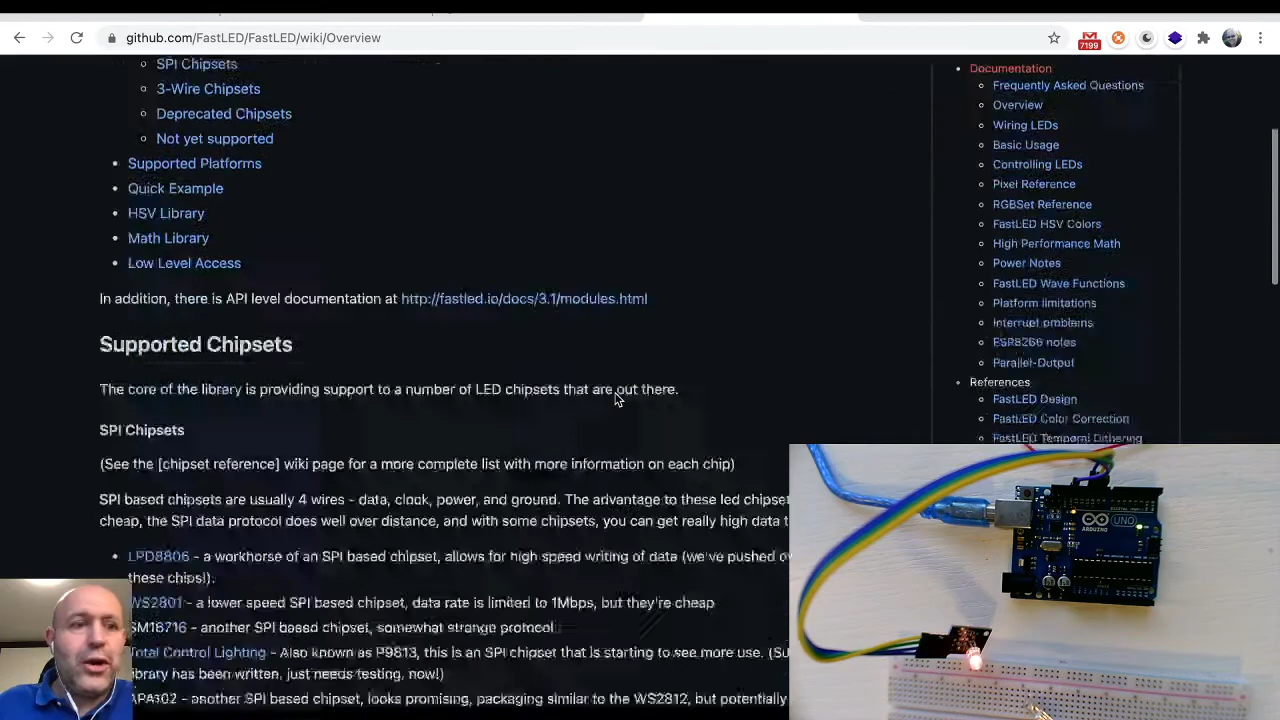 github.com/FastLED/FastLED/wiki/Overview
7199
SPI Chipsets
3-Wire Chipsets
Deprecated Chipsets
Not yet supported
Supported Platforms
Quick Example
HSV Library
Math Library
Low Level Access
In addition, there is API level documentation at http://fastled.io/docs/3.1/modules.html
Supported Chipsets
The core of the library is providing support to a number of LED chipsets that are out there.
SPI Chipsets
(See the [chipset reference] wiki page for a more complete list with more information on each chip)
SPI based chipsets are usually 4 wires - data, clock, power, and ground. The advantage to these led chipset
cheap, the SPI data protocol does well over distance, and with some chipsets, you can get really high data t
LPD8806 - a workhorse of an SPI based chipset, allows for high speed writing of data (we've pushed ov
these chips!).
WS2801 - a lower speed SPI based chipset, data rate is limited to 1Mbps, but they're cheap
SM16716 - another SPI based chipset, somewhat strange protocol
Total Control Lighting - Also known as P9813, this is an SPI chipset that is starting to see more use. (Su
library has been written, just needs testing, now!)
APA102 - another SPI based chipset, looks promising, packaging similar to the WS2812, but potentially
Documentation
Frequently Asked Questions
Overview
Wiring LEDs
Basic Usage
Controlling LEDs
Pixel Reference
RGBSet Reference
FastLED HSV Colors
High Performance Math
Power Notes
FastLED Wave Functions
Platform limitations
Interrupt problems
ESP8266 notes
Parallel-Output
References
FastLED Design
FastLED Color Correction
FastLED Temporal Dithering
UNO
ARDUINO